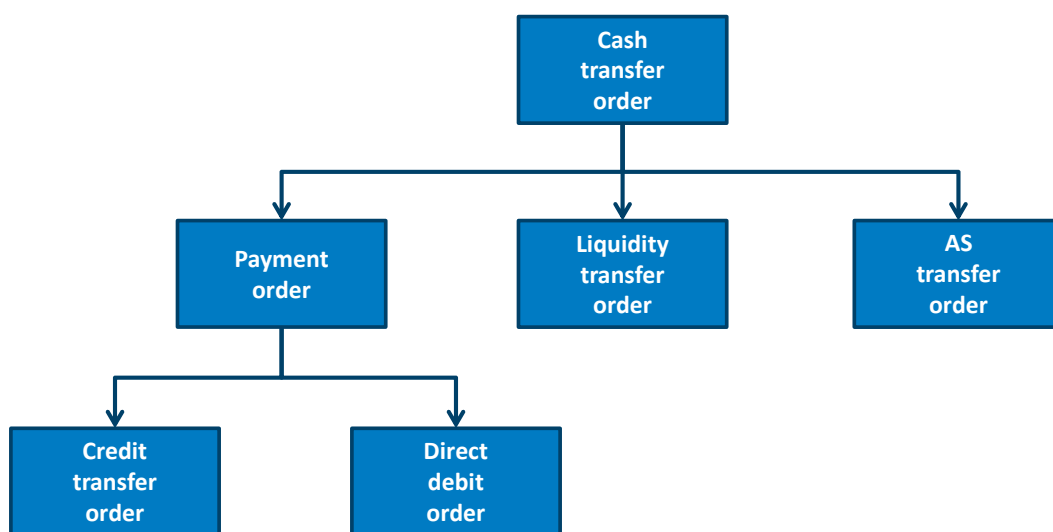 Cash
transfer
order
Payment
order
Liquidity
transfer
order
AS
transfer
order
Credit
transfer
order
Direct
debit
order